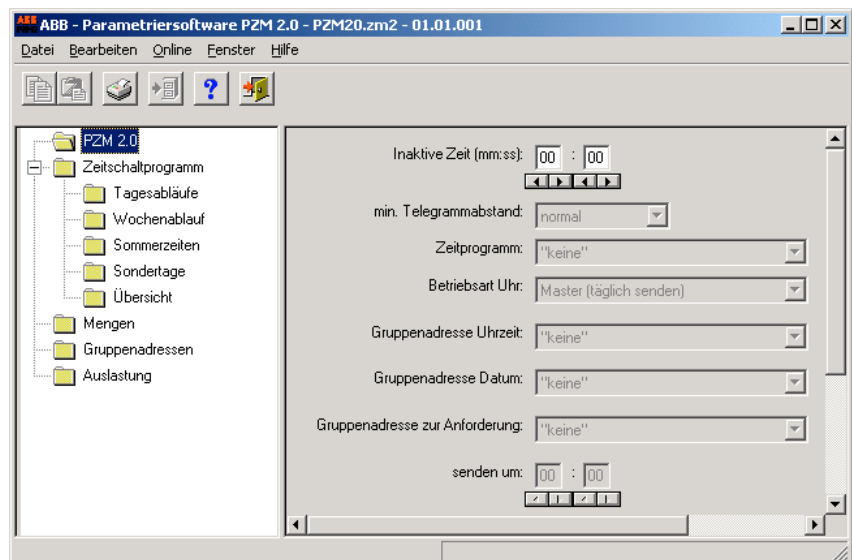 ABB - Parametriersoftware PZM 2.0 - PZM20.zm2 - 01.01.001
Datei Bearbeiten Online Fenster Hilfe
PZM 2.0
Zeitschaltprogramm
Tagesabläufe
Wochenablauf
Sommerzeiten
Sondertage
Übersicht
Mengen
Gruppenadressen
Auslastung
Inaktive Zeit (mm:ss): 00 : 00
min. Telegrammabstand: normal
Zeitprogramm: "keine"
Betriebsart Uhr: Master (täglich senden)
Gruppenadresse Uhrzeit: "keine"
Gruppenadresse Datum: "keine"
Gruppenadresse zur Anforderung: "keine"
senden um: 00 : 00